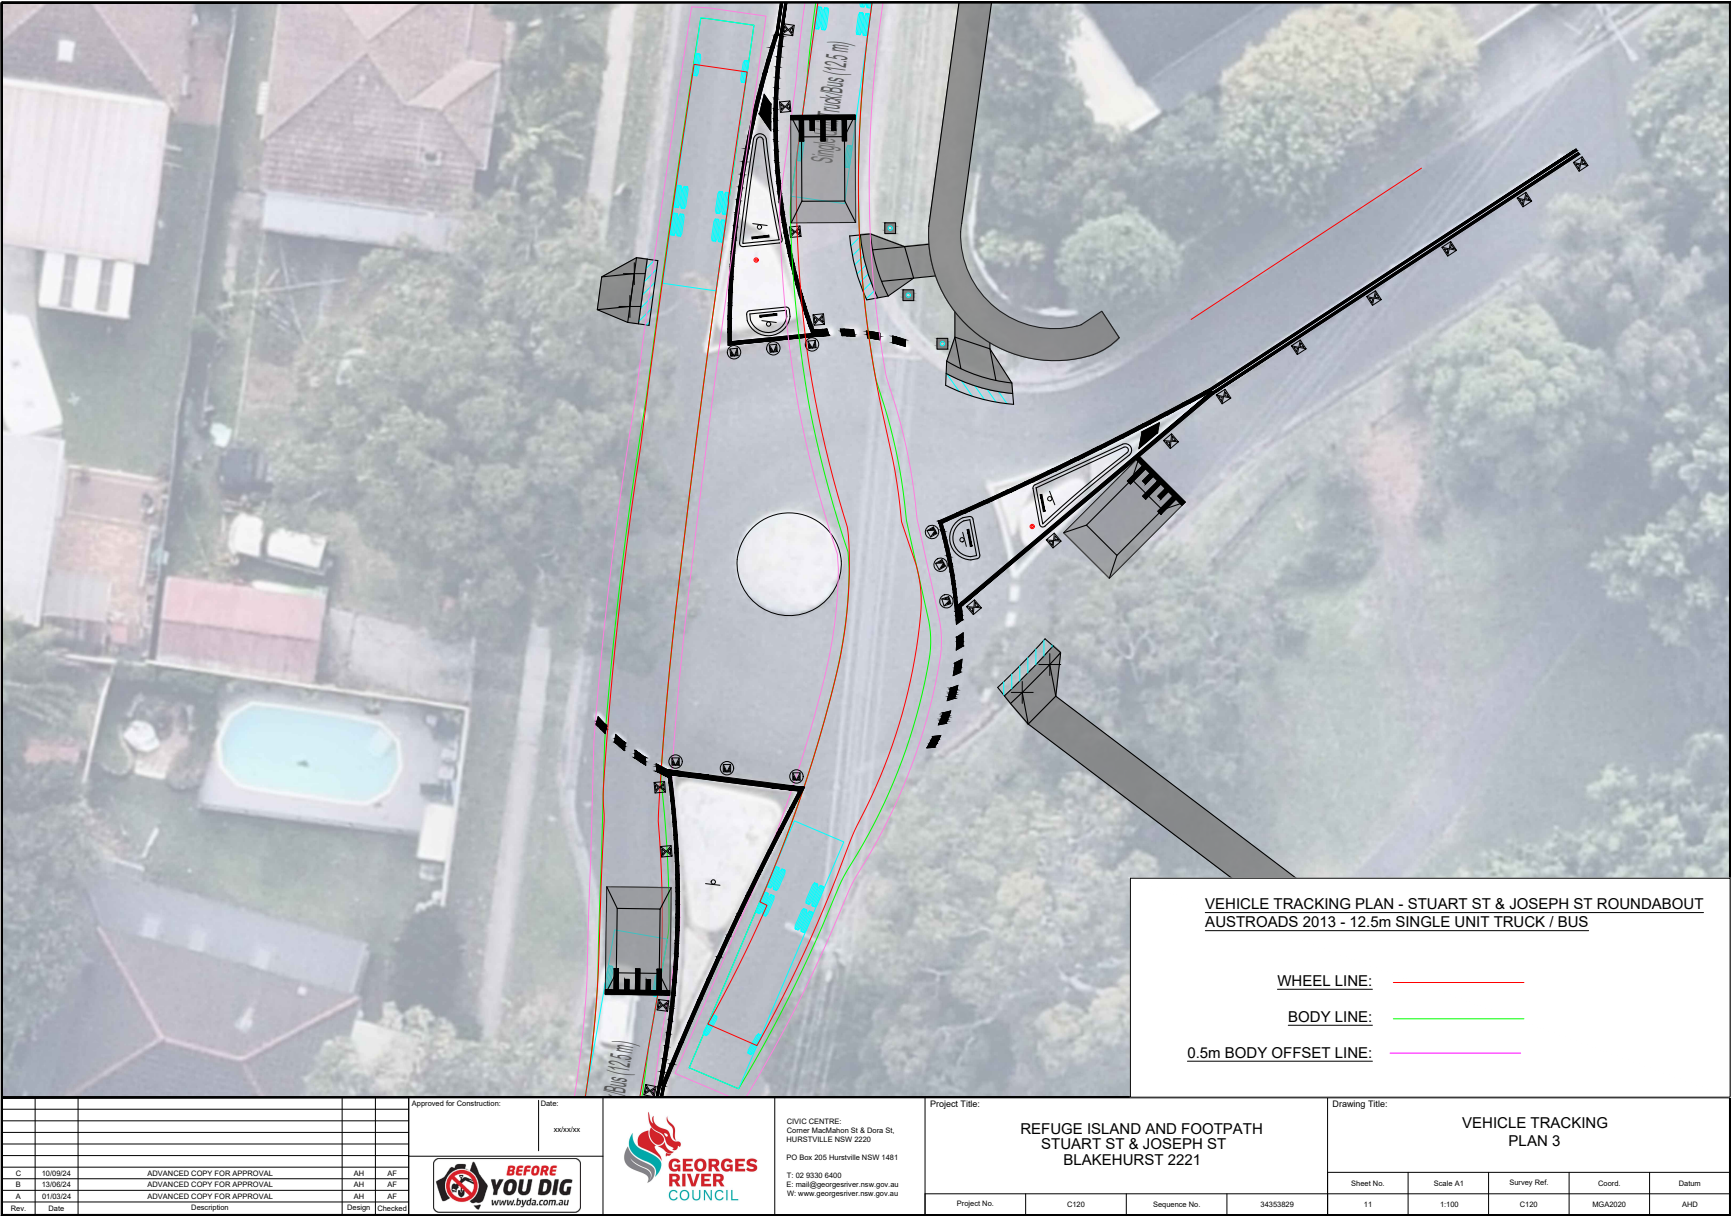 Single
Truck/Bus (12.5 m)
/Bus (12.5 m)
VEHICLE TRACKING PLAN - STUART ST & JOSEPH ST ROUNDABOUT
AUSTROADS 2013 - 12.5m SINGLE UNIT TRUCK / BUS
WHEEL LINE:
BODY LINE:
0.5m BODY OFFSET LINE:
C 10/09/24 ADVANCED COPY FOR APPROVAL AH AF
B 13/06/24 ADVANCED COPY FOR APPROVAL AH AF
A 01/03/24 ADVANCED COPY FOR APPROVAL AH AF
Rev. Date Description Design Checked
Approved for Construction:
Date:
xx/xx/xx
BEFORE
YOU DIG
www.byda.com.au
GEORGES
RIVER
COUNCIL
CIVIC CENTRE:
Corner MacMahon St & Dora St,
HURSTVILLE NSW 2220
PO Box 205 Hurstville NSW 1481
T: 02 9330 6400
E: mail@georgesriver.nsw.gov.au
W: www.georgesriver.nsw.gov.au
Project Title:
REFUGE ISLAND AND FOOTPATH
STUART ST & JOSEPH ST
BLAKEHURST 2221
Project No. C120 Sequence No. 34353829
Drawing Title:
VEHICLE TRACKING
PLAN 3
Sheet No. Scale A1 Survey Ref. Coord. Datum
11 1:100 C120 MGA2020 AHD